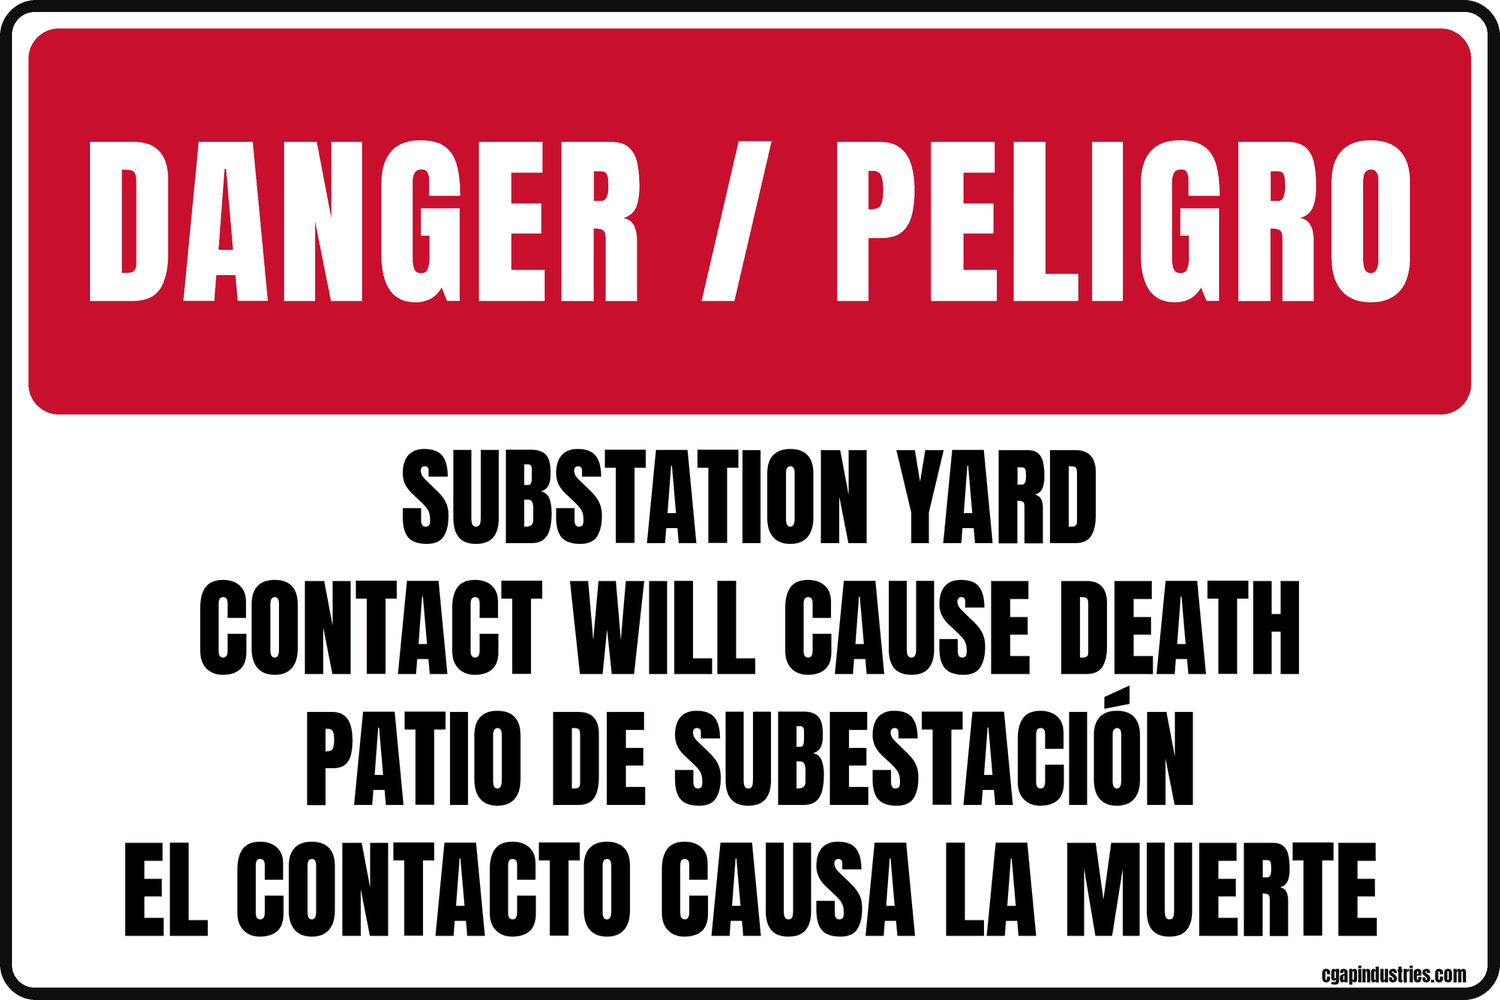 DANGER / PELIGRO
SUBSTATION YARD
CONTACT WILL CAUSE DEATH
PATIO DE SUBESTACIÓN
EL CONTACTO CAUSA LA MUERTE
cgapindustries.com